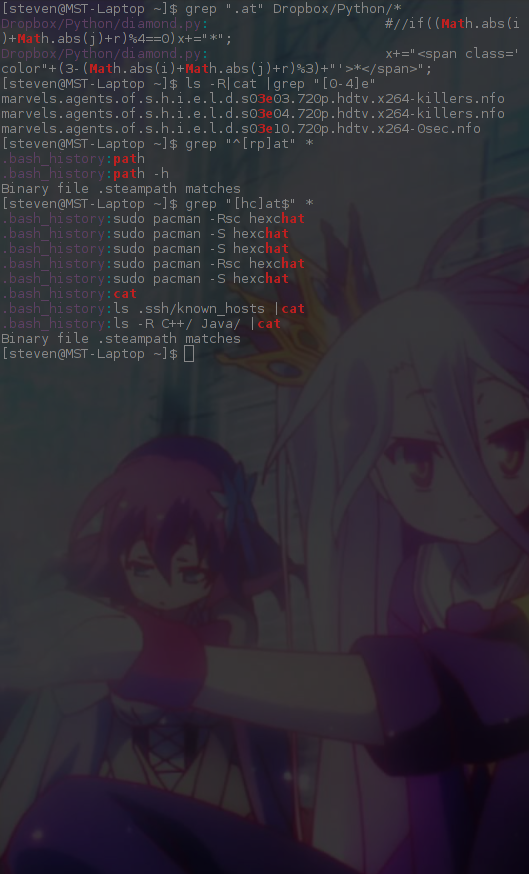 [steven@MST-Laptop ~]$ grep ".at" Dropbox/Python/*
Dropbox/Python/diamond.py:                      #//if((Math.abs(i
)+Math.abs(j)+r)%4==0)x+="*";
Dropbox/Python/diamond.py:                      x+="<span class='
color"+(3-(Math.abs(i)+Math.abs(j)+r)%3)+"'>*</span>";
[steven@MST-Laptop ~]$ ls -R|cat |grep "[0-4]e"
marvels.agents.of.s.h.i.e.l.d.s03e03.720p.hdtv.x264-killers.nfo
marvels.agents.of.s.h.i.e.l.d.s03e04.720p.hdtv.x264-killers.nfo
marvels.agents.of.s.h.i.e.l.d.s03e10.720p.hdtv.x264-0sec.nfo
[steven@MST-Laptop ~]$ grep "^[rp]at" *
.bash_history:path
.bash_history:path -h
Binary file .steampath matches
[steven@MST-Laptop ~]$ grep "[hc]at$" *
.bash_history:sudo pacman -Rsc hexchat
.bash_history:sudo pacman -S hexchat
.bash_history:sudo pacman -S hexchat
.bash_history:sudo pacman -Rsc hexchat
.bash_history:sudo pacman -S hexchat
.bash_history:cat
.bash_history:ls .ssh/known_hosts |cat
.bash_history:ls -R C++/ Java/ |cat
Binary file .steampath matches
[steven@MST-Laptop ~]$